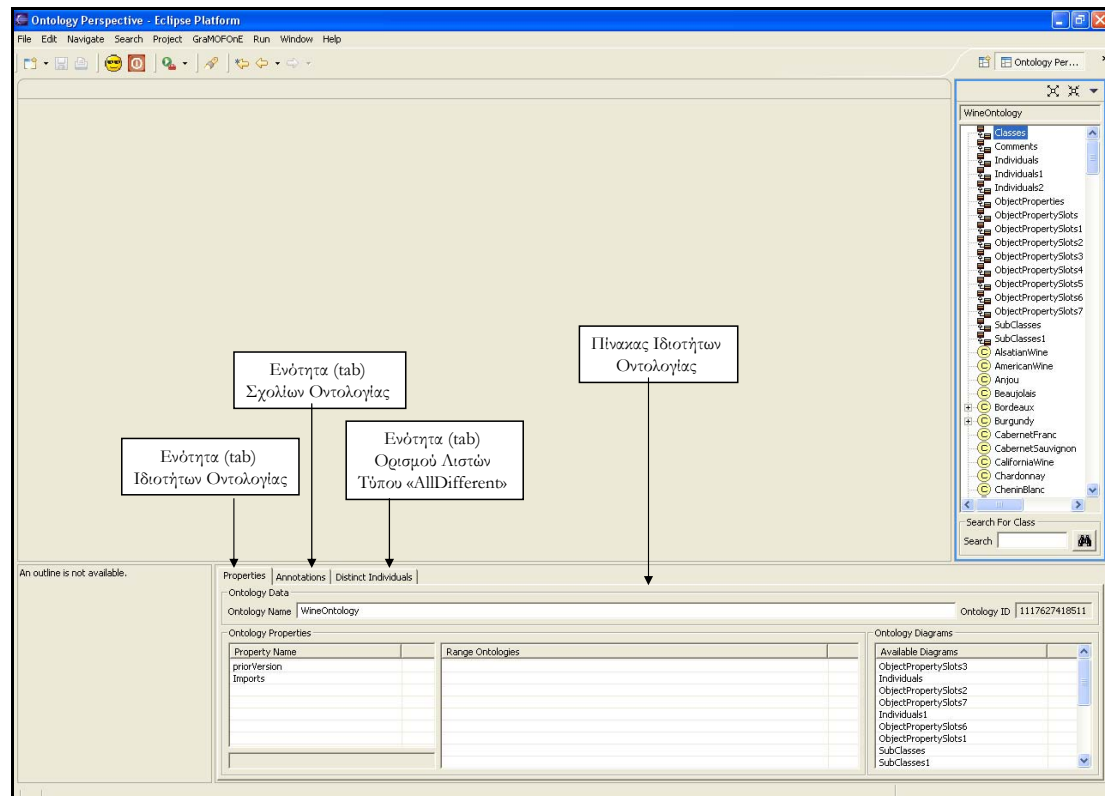 Ontology Perspective - Eclipse Platform
File Edit Navigate Search Project GraMOFOnE Run Window Help
Ontology Per...
WineOntology
Classes
Comments
Individuals
Individuals1
Individuals2
ObjectProperties
ObjectPropertySlots
ObjectPropertySlots1
ObjectPropertySlots2
ObjectPropertySlots3
ObjectPropertySlots4
ObjectPropertySlots5
ObjectPropertySlots6
ObjectPropertySlots7
SubClasses
SubClasses1
AlsatianWine
AmericanWine
Anjou
Beaujolais
Bordeaux
Burgundy
CabernetFranc
CabernetSauvignon
CaliforniaWine
Chardonnay
CheninBlanc
Search For Class
Search
Πίνακας Ιδιοτήτων
Οντολογίας
Ενότητα (tab)
Σχολίων Οντολογίας
Ενότητα (tab)
Ορισμού Λιστών
Τύπου «AllDifferent»
Ενότητα (tab)
Ιδιοτήτων Οντολογίας
An outline is not available.
Properties Annotations Distinct Individuals
Ontology Data
Ontology Name WineOntology Ontology ID 1117627418511
Ontology Properties
Property Name Range Ontologies
priorVersion
Imports
Ontology Diagrams
Available Diagrams
ObjectPropertySlots3
Individuals
ObjectPropertySlots2
ObjectPropertySlots7
Individuals1
ObjectPropertySlots6
ObjectPropertySlots1
SubClasses
SubClasses1